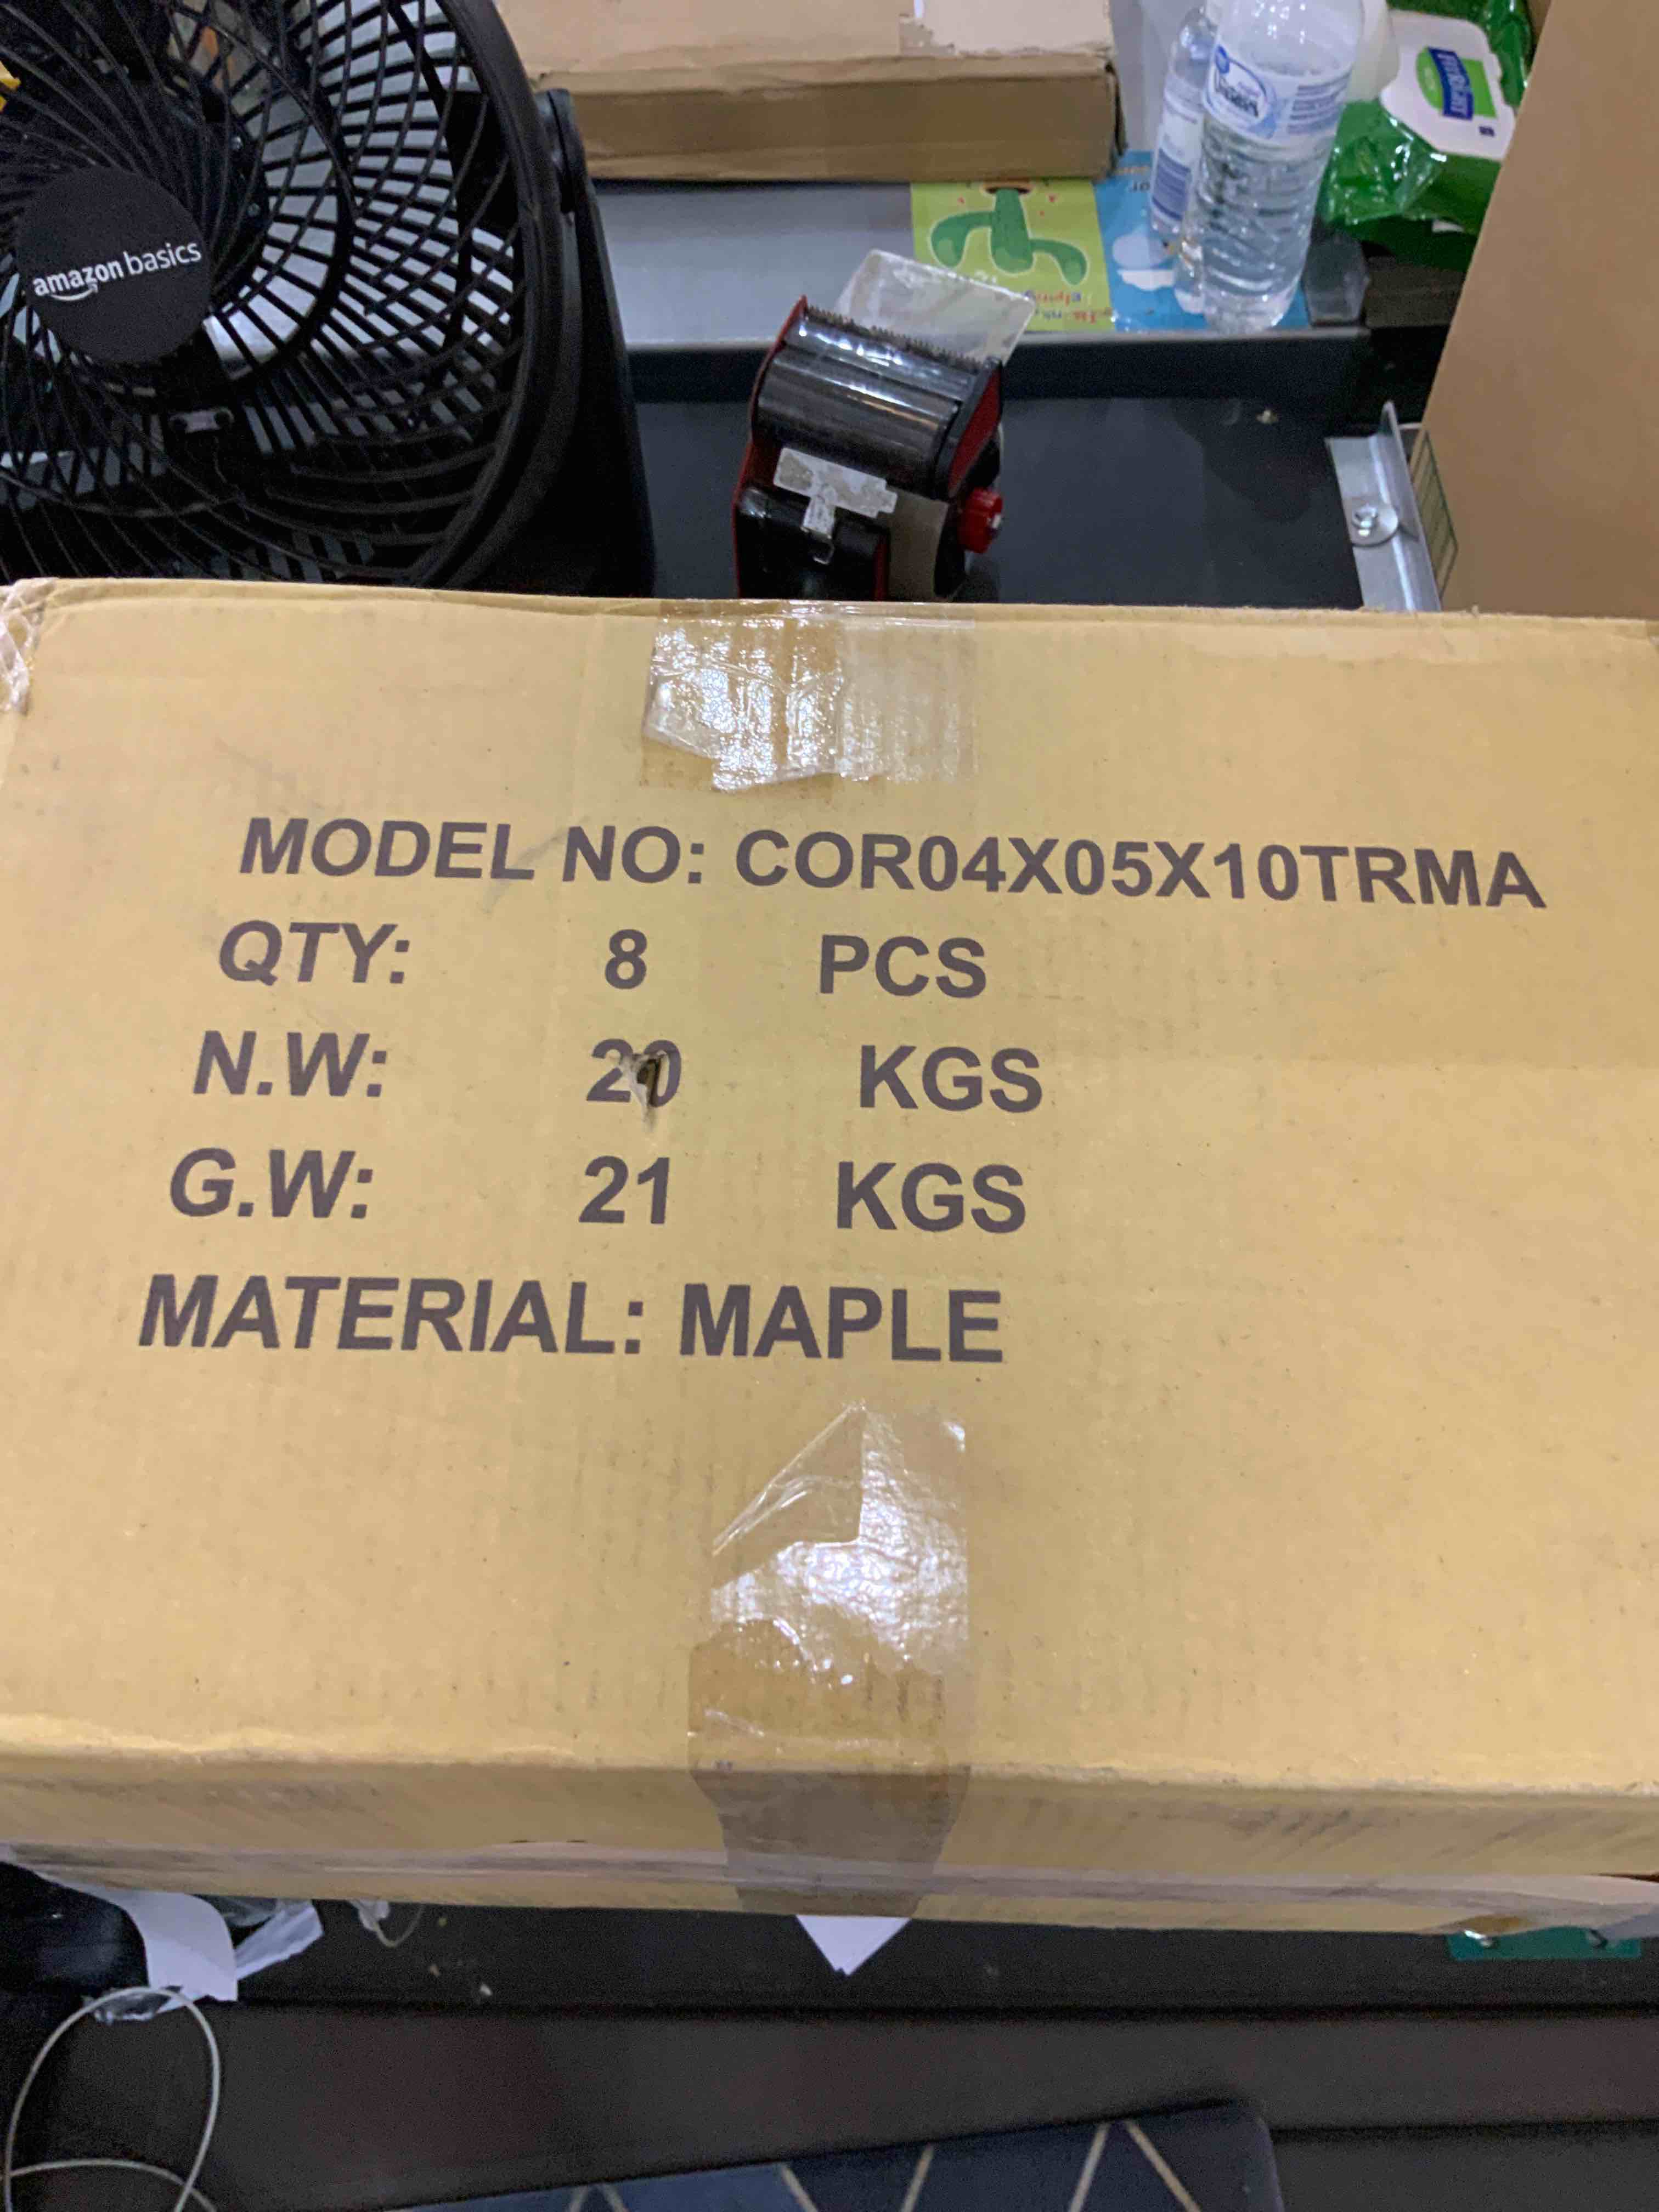 amazon basics
MODEL NO: COR04X05X10TRMA
QTY: 8 PCS
N.W: 20 KGS
G.W: 21 KGS
MATERIAL: MAPLE